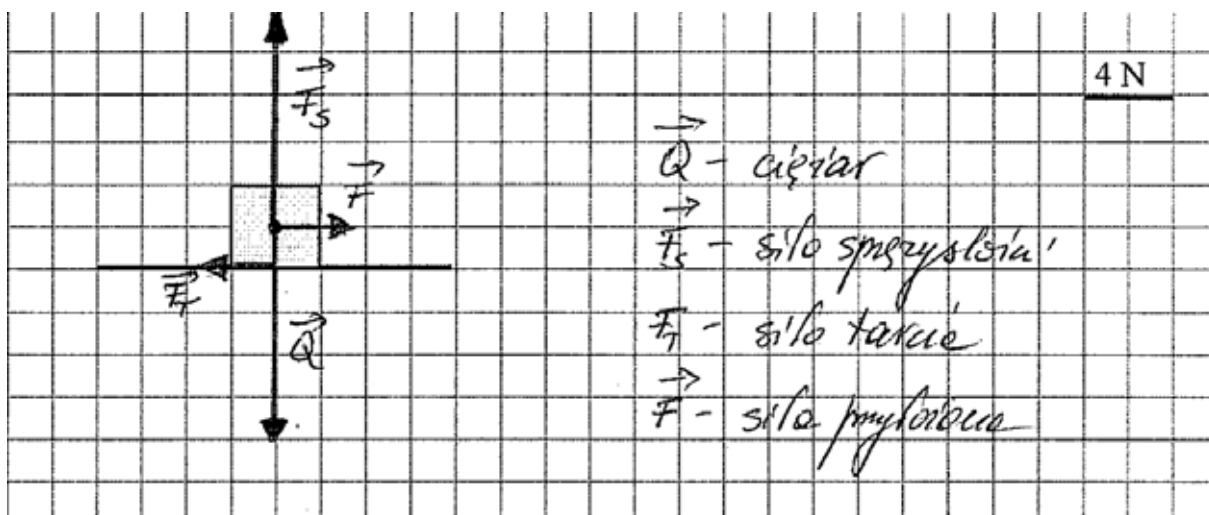 4 N
F_S
F
F_T
Q
Q - ciężar
F_S - siła sprężystości
F_T - siła tarcia
F - siła przyłożona